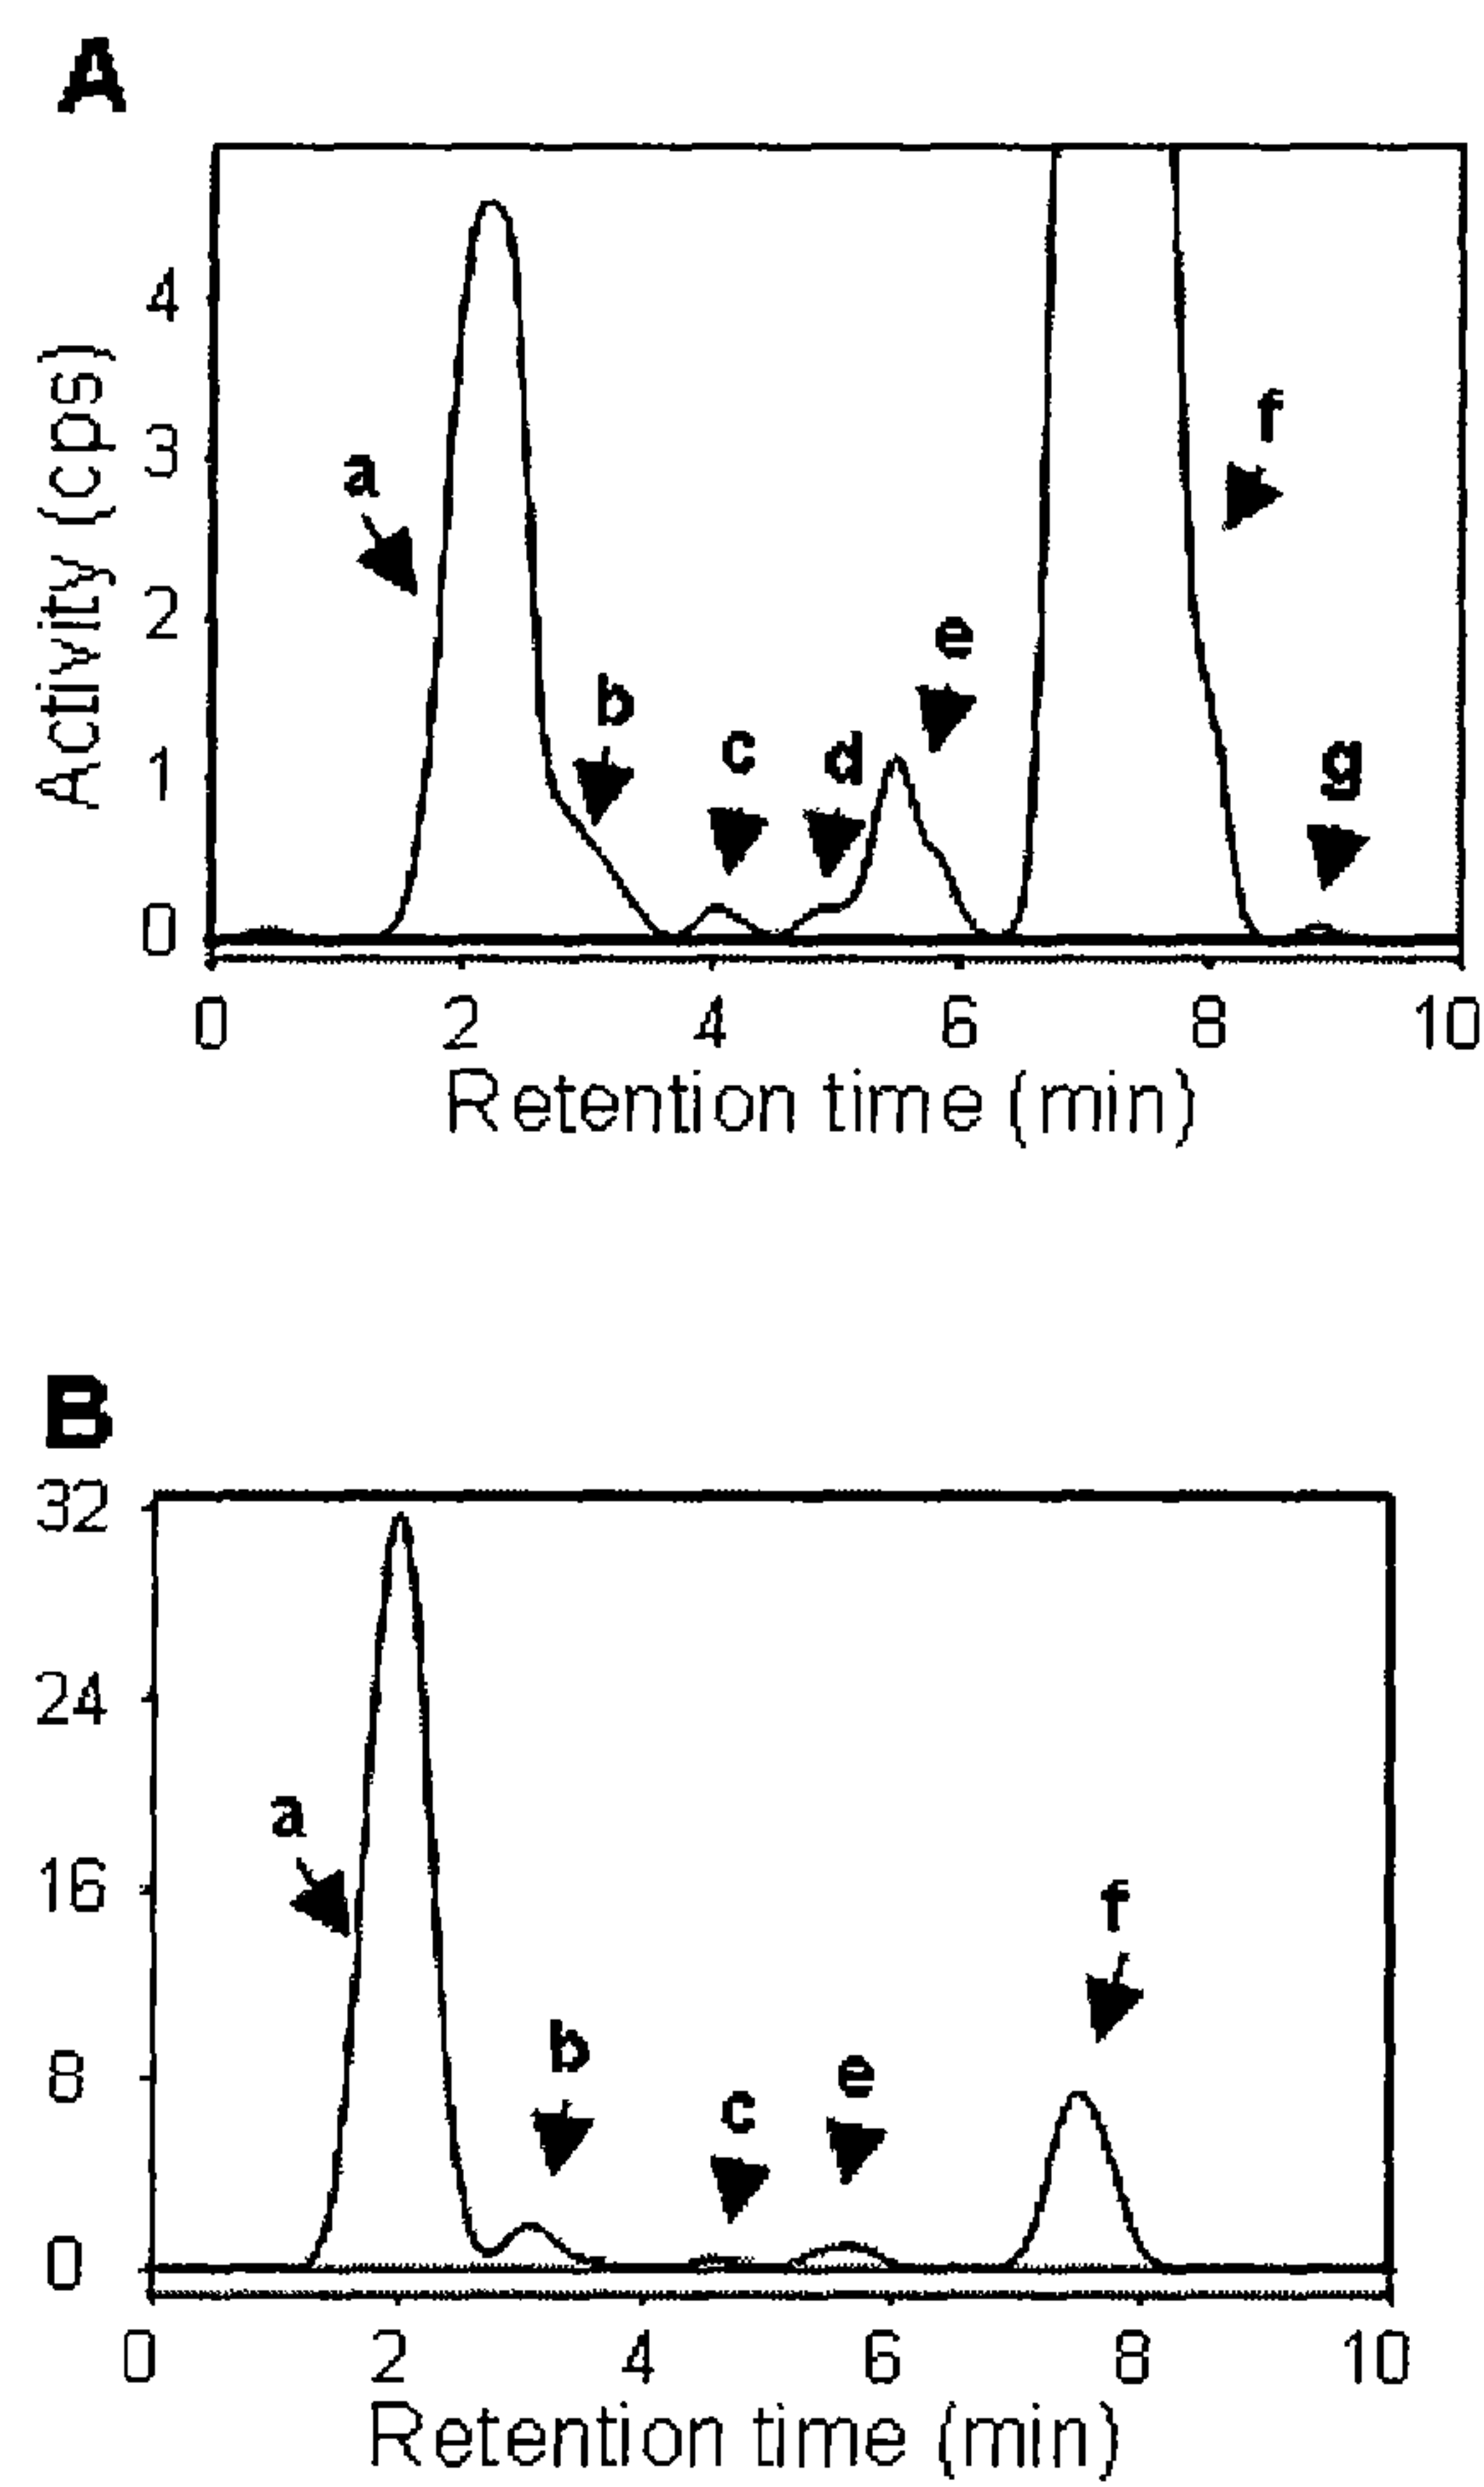 A
Activity (cps)
4
3
2
1
0
a
b
c
d
e
f
g
0 2 4 6 8 10
Retention time (min)
B
32
24
16
8
0
a
b
c
e
f
0 2 4 6 8 10
Retention time (min)